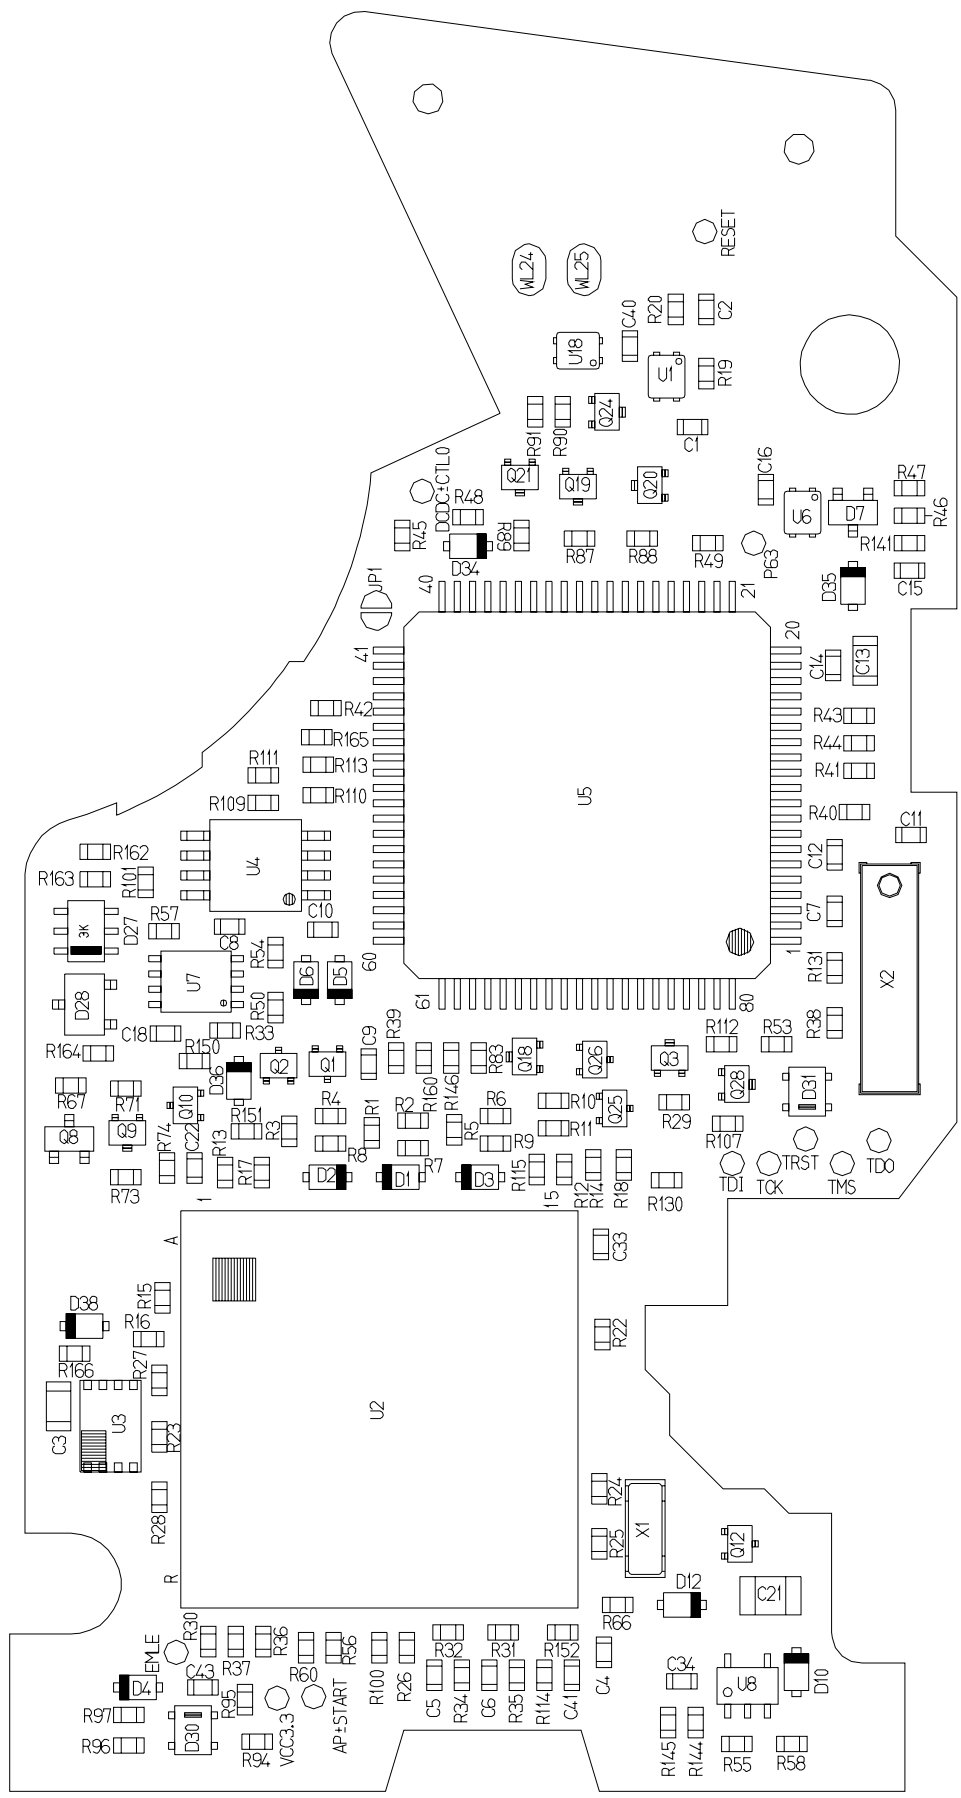 RESET
WL24
WL25
C40
R20
C2
U18
U1
R19
R91
R90
Q24
C1
DCDC±CTL0
Q21
Q19
Q20
C16
R47
R48
U6
D7
R46
R45
R89
D34
R87
R88
R49
P63
R141
D35
C15
JP1
40
21
41
20
C14
C13
R42
R43
R165
R44
R111
R113
R41
U5
R109
R110
R40
C11
R162
U4
C12
R163
R101
D27
ЭK
R57
C8
C10
C7
R54
60
1
U7
D6
D5
R131
X2
D28
61
80
R50
C18
R33
R38
R164
R150
C9
R39
R83
Q18
Q26
Q3
R112
R53
R67
R71
D36
Q2
Q1
R160
R146
Q28
D31
Q10
R4
R1
R2
R6
R10
Q25
R29
Q8
Q9
R74
C22
R13
R151
R3
R5
R9
R11
R107
R8
R7
TRST
TDO
R73
R17
D2
D1
D3
R115
15
R12
R14
R18
R130
TDI
TCK
TMS
1
A
C33
D38
R15
R16
R22
R166
R27
U3
U2
C3
R23
R24
X1
R28
R25
Q12
R
D12
C21
R66
EMLE
R30
R37
R36
R60
R56
R100
R26
R32
R31
R152
C4
D4
C43
C5
R34
C6
R35
R114
C41
C34
U8
D10
R97
R95
D30
VCC3.3
AP±START
R96
R94
R145
R144
R55
R58